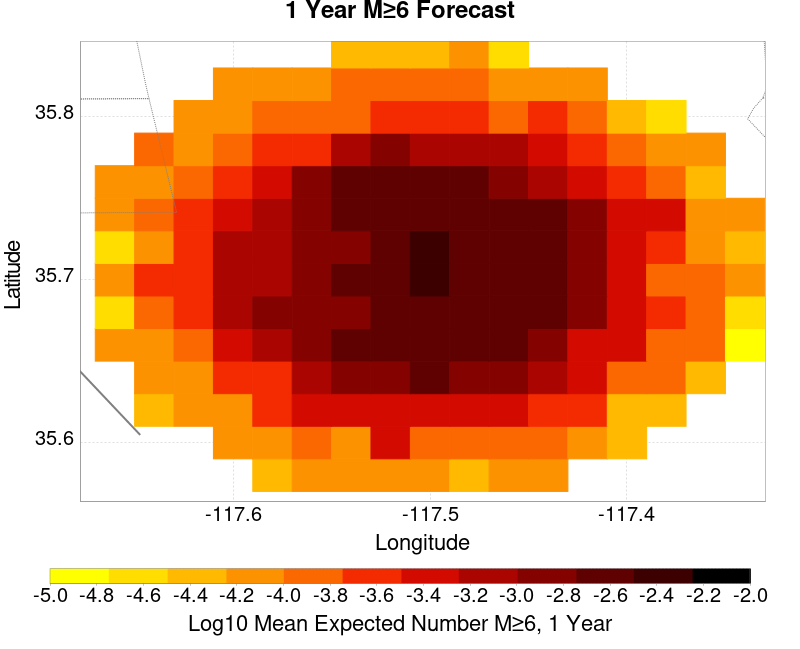 1 Year M≥6 Forecast
Latitude
35.8
35.7
35.6
-117.6 -117.5 -117.4
Longitude
-5.0 -4.8 -4.6 -4.4 -4.2 -4.0 -3.8 -3.6 -3.4 -3.2 -3.0 -2.8 -2.6 -2.4 -2.2 -2.0
Log10 Mean Expected Number M≥6, 1 Year